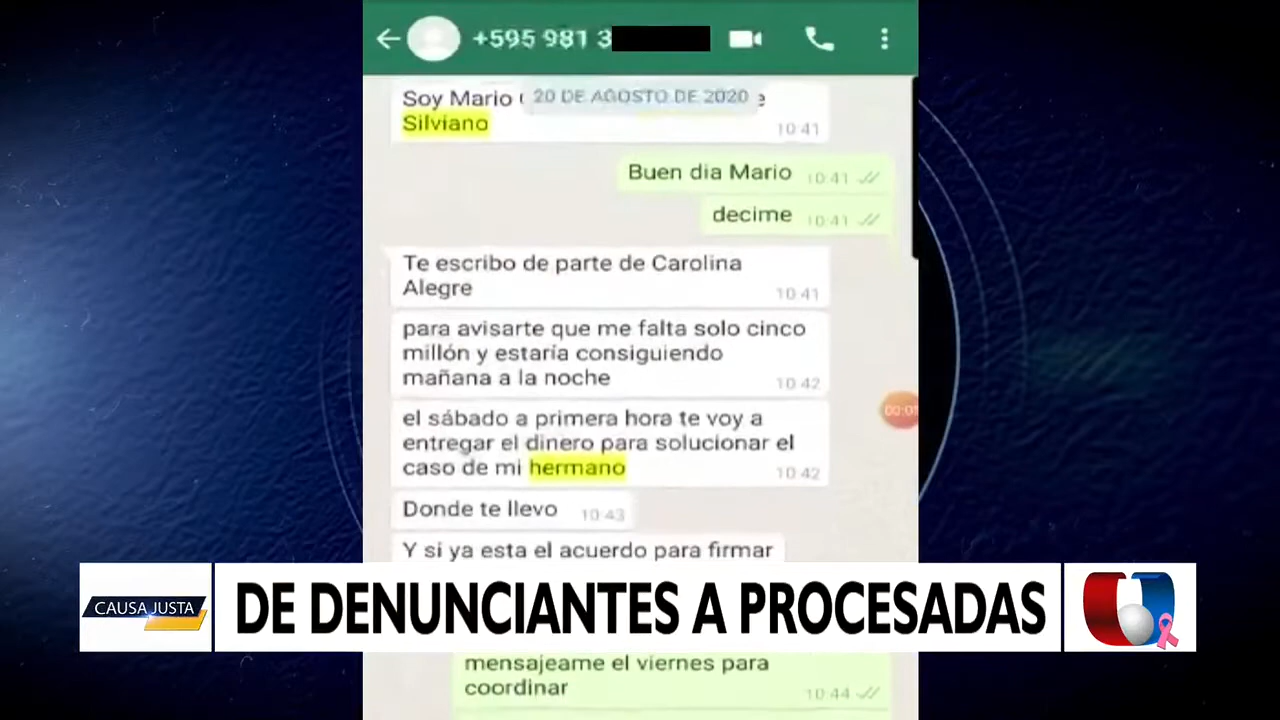 +595 981 3
Soy Mario
20 DE AGOSTO DE 2020
Silviano
10:41
Buen dia Mario
10:41
decime
10:41
Te escribo de parte de Carolina
Alegre
10:41
para avisarte que me falta solo cinco
millón y estaría consiguiendo
mañana a la noche
10:42
el sábado a primera hora te voy a
entregar el dinero para solucionar el
caso de mi hermano
10:42
Donde te llevo
10:43
Y si ya esta el acuerdo para firmar
CAUSA JUSTA
DE DENUNCIANTES A PROCESADAS
mensajeame el viernes para
coordinar
10:44